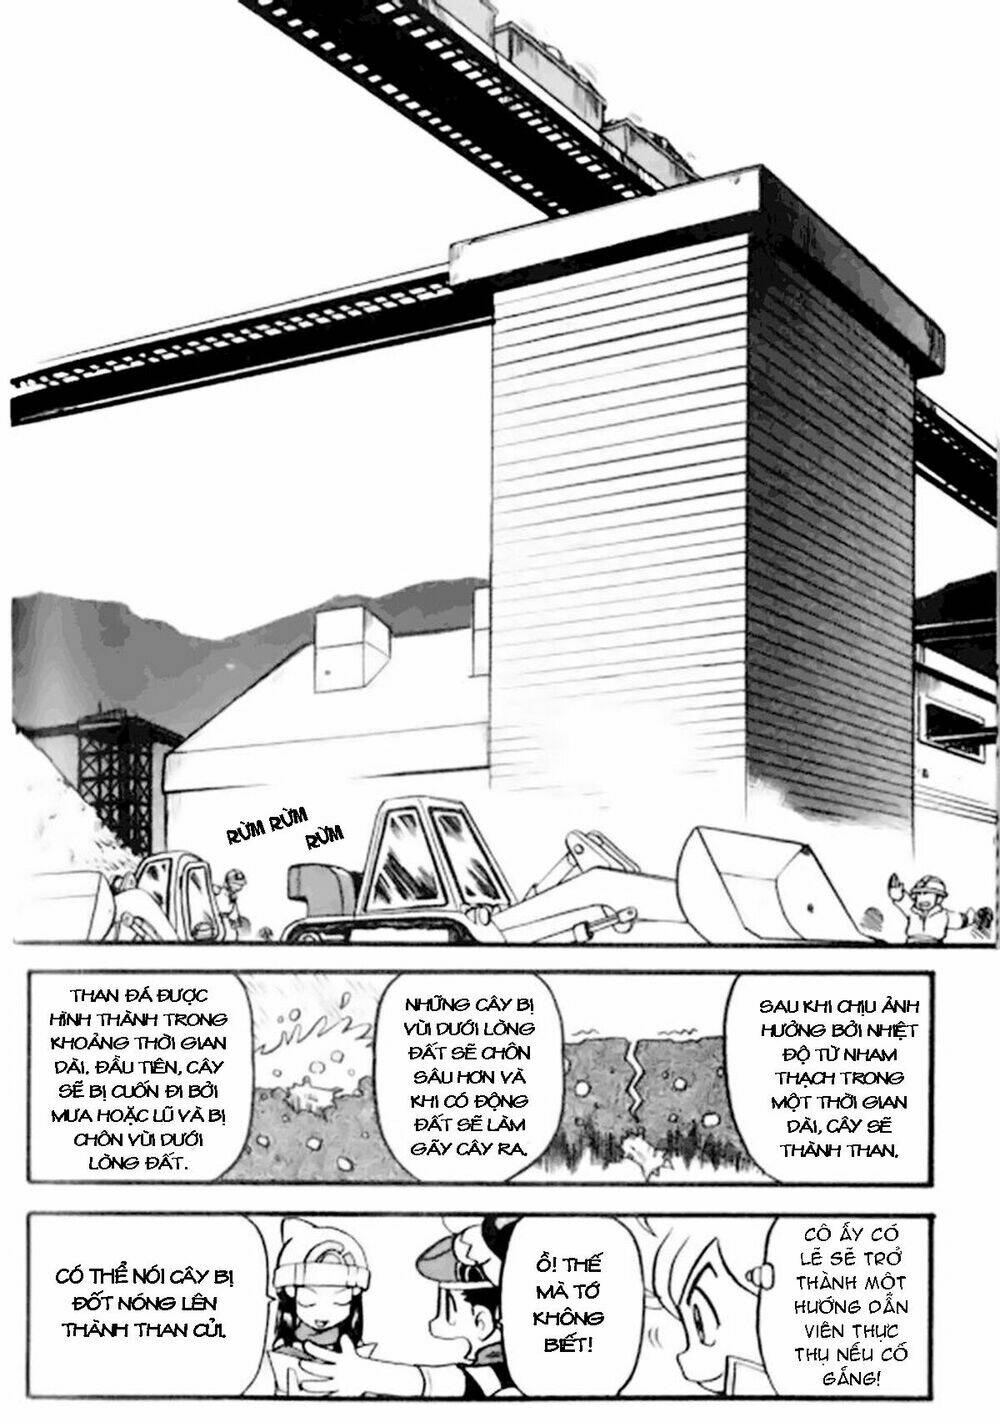 RỪM RỪM
RỪM
THAN ĐÁ ĐƯỢC
HÌNH THÀNH TRONG
KHOẢNG THỜI GIAN
DÀI, ĐẦU TIÊN, CÂY
SẼ BỊ CUỐN ĐI BỞI
MƯA HOẶC LŨ VÀ BỊ
CHÔN VÙI DƯỚI
LÒNG ĐẤT.
NHỮNG CÂY BỊ
VÙI DƯỚI LÒNG
ĐẤT SẼ CHÔN
SÂU HƠN VÀ
KHI CÓ ĐỘNG
ĐẤT SẼ LÀM
GÃY CÂY RA.
SAU KHI CHỊU ẢNH
HƯỞNG BỞI NHIỆT
ĐỘ TỪ NHAM
THẠCH TRONG
MỘT THỜI GIAN
DÀI, CÂY SẼ
THÀNH THAN.
CÓ THỂ NÓI CÂY BỊ
ĐỐT NÓNG LÊN
THÀNH THAN CỦI.
Ồ! THẾ
MÀ TỚ
KHÔNG
BIẾT!
CÔ ẤY CÓ
LẼ SẼ TRỞ
THÀNH MỘT
HƯỚNG DẪN
VIÊN THỰC
THỤ NẾU CỐ
GẮNG!